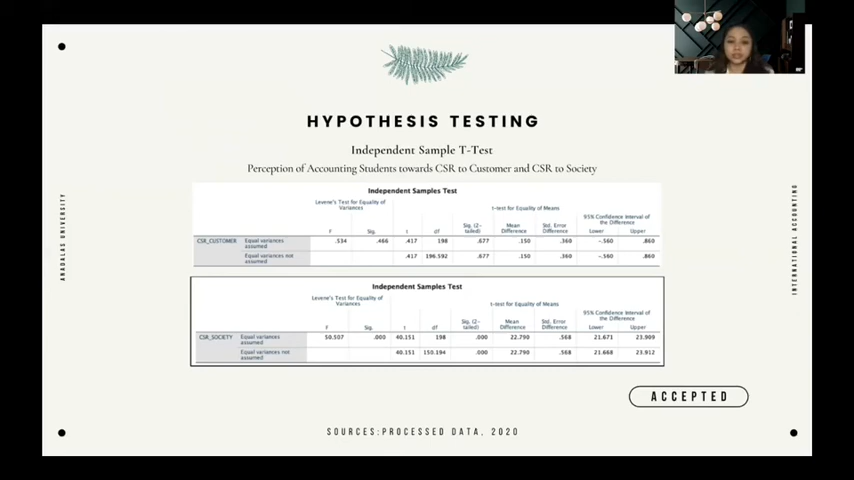 HYPOTHESIS TESTING
Independent Sample T-Test
Perception of Accounting Students towards CSR to Customer and CSR to Society
ANADALAS UNIVERSITY
INTERNATIONAL ACCOUNTING
Independent Samples Test
Levene's Test for Equality of Variances
t-test for Equality of Means
95% Confidence Interval of the Difference
F Sig. t df Sig. (2-tailed) Mean Difference Std. Error Difference Lower Upper
CSR_CUSTOMER Equal variances assumed .534 .466 .417 198 .677 .150 .360 -.560 .860
Equal variances not assumed .417 196.592 .677 .150 .360 -.560 .860
Independent Samples Test
Levene's Test for Equality of Variances
t-test for Equality of Means
95% Confidence Interval of the Difference
F Sig. t df Sig. (2-tailed) Mean Difference Std. Error Difference Lower Upper
CSR_SOCIETY Equal variances assumed 50.507 .000 40.151 198 .000 22.790 .568 21.671 23.909
Equal variances not assumed 40.151 150.194 .000 22.790 .568 21.668 23.912
ACCEPTED
SOURCES:PROCESSED DATA, 2020